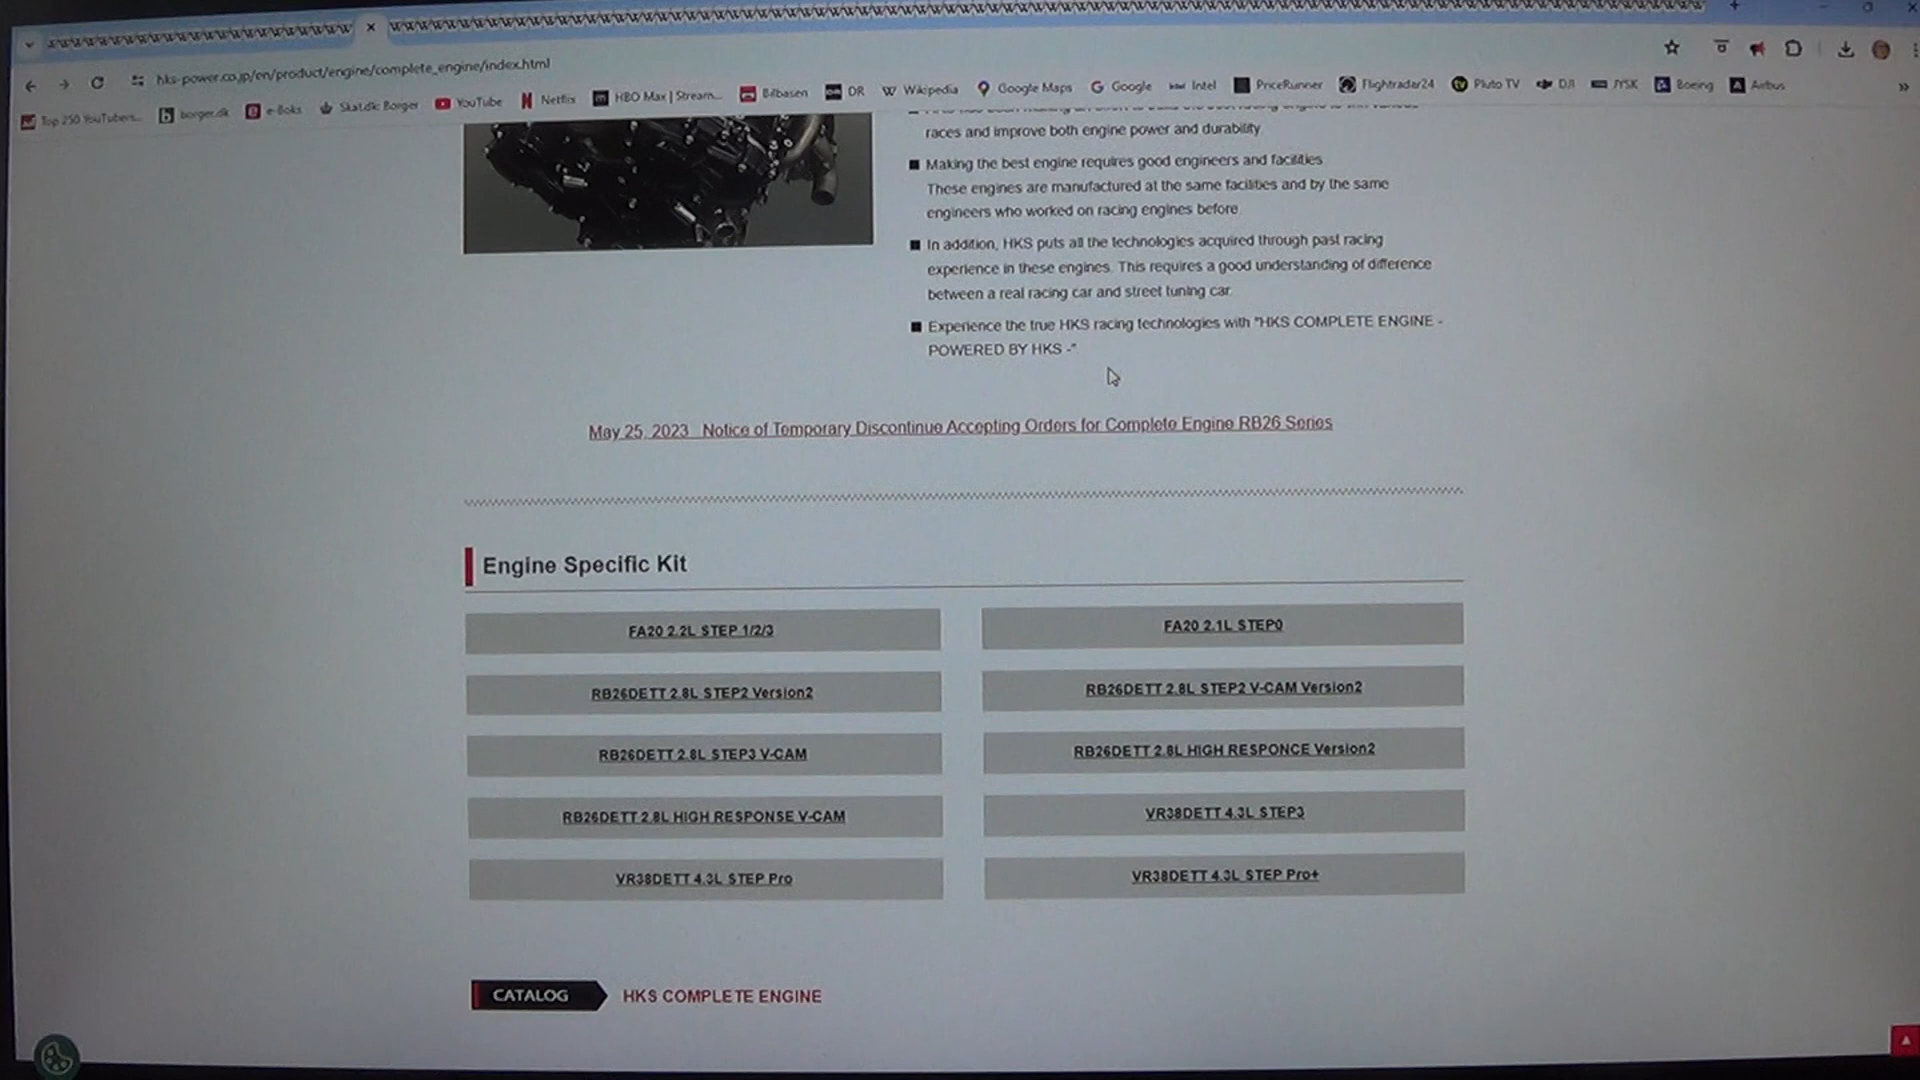 hks-power.co.jp/en/product/engine/complete_engine/index.html
Top 250 YouTubers... borger.dk e-Boks Skat.dk: Borger YouTube Netflix HBO Max | Stream... Bilbasen DR Wikipedia Google Maps Google Intel PriceRunner Flightradar24 Pluto TV DJI JYSK Boeing Airbus
races and improve both engine power and durability.
Making the best engine requires good engineers and facilities.
These engines are manufactured at the same facilities and by the same
engineers who worked on racing engines before.
In addition, HKS puts all the technologies acquired through past racing
experience in these engines. This requires a good understanding of difference
between a real racing car and street tuning car.
Experience the true HKS racing technologies with "HKS COMPLETE ENGINE -
POWERED BY HKS -"
May 25, 2023 Notice of Temporary Discontinue Accepting Orders for Complete Engine RB26 Series
Engine Specific Kit
FA20 2.2L STEP 1/2/3
FA20 2.1L STEP0
RB26DETT 2.8L STEP2 Version2
RB26DETT 2.8L STEP2 V-CAM Version2
RB26DETT 2.8L STEP3 V-CAM
RB26DETT 2.8L HIGH RESPONCE Version2
RB26DETT 2.8L HIGH RESPONSE V-CAM
VR38DETT 4.3L STEP3
VR38DETT 4.3L STEP Pro
VR38DETT 4.3L STEP Pro+
CATALOG HKS COMPLETE ENGINE